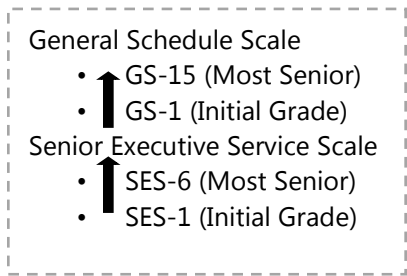 General Schedule Scale
• GS-15 (Most Senior)
• GS-1 (Initial Grade)
Senior Executive Service Scale
• SES-6 (Most Senior)
• SES-1 (Initial Grade)